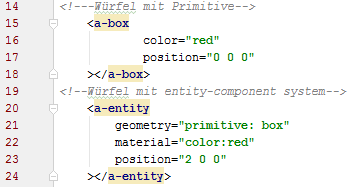 14 <!---Würfel mit Primitive-->
15 <a-box
16 color="red"
17 position="0 0 0"
18 ></a-box>
19 <!--Würfel mit entity-component system-->
20 <a-entity
21 geometry="primitive: box"
22 material="color:red"
23 position="2 0 0"
24 ></a-entity>